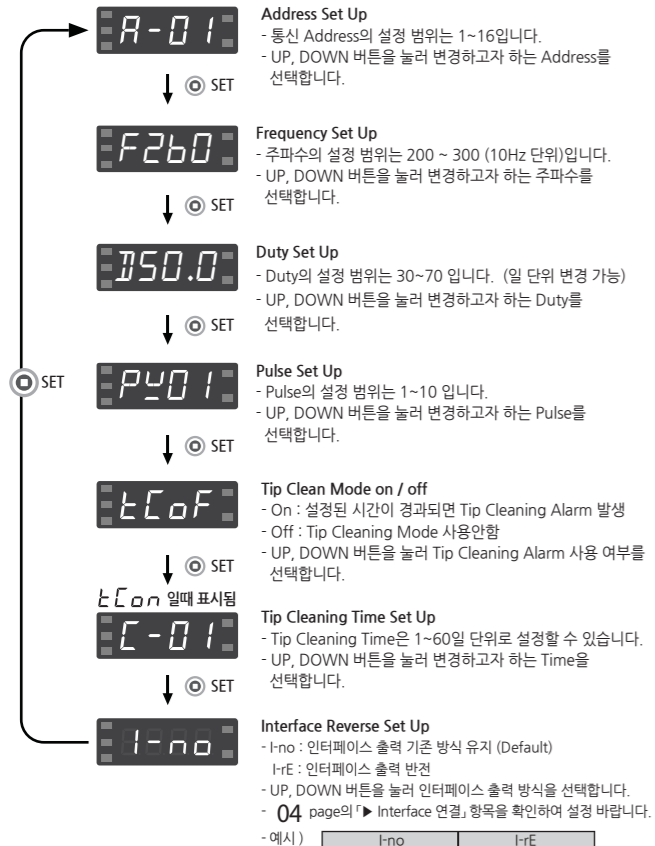 A-01
Address Set Up
- 통신 Address의 설정 범위는 1~16입니다.
- UP, DOWN 버튼을 눌러 변경하고자 하는 Address를
선택합니다.
SET
F2b0
Frequency Set Up
- 주파수의 설정 범위는 200 ~ 300 (10Hz 단위)입니다.
- UP, DOWN 버튼을 눌러 변경하고자 하는 주파수를
선택합니다.
SET
D50.0
Duty Set Up
- Duty의 설정 범위는 30~70 입니다. (일 단위 변경 가능)
- UP, DOWN 버튼을 눌러 변경하고자 하는 Duty를
선택합니다.
SET
SET
PU01
Pulse Set Up
- Pulse의 설정 범위는 1~10 입니다.
- UP, DOWN 버튼을 눌러 변경하고자 하는 Pulse를
선택합니다.
SET
tCoF
Tip Clean Mode on / off
- On : 설정된 시간이 경과되면 Tip Cleaning Alarm 발생
- Off : Tip Cleaning Mode 사용안함
- UP, DOWN 버튼을 눌러 Tip Cleaning Alarm 사용 여부를
선택합니다.
SET
tCon 일때 표시됨
C-01
Tip Cleaning Time Set Up
- Tip Cleaning Time은 1~60일 단위로 설정할 수 있습니다.
- UP, DOWN 버튼을 눌러 변경하고자 하는 Time을
선택합니다.
SET
I-no
Interface Reverse Set Up
- I-no : 인터페이스 출력 기존 방식 유지 (Default)
I-rE : 인터페이스 출력 반전
- UP, DOWN 버튼을 눌러 인터페이스 출력 방식을 선택합니다.
- 04 page의「▶ Interface 연결」항목을 확인하여 설정 바랍니다.
- 예시 ) I-no I-rE